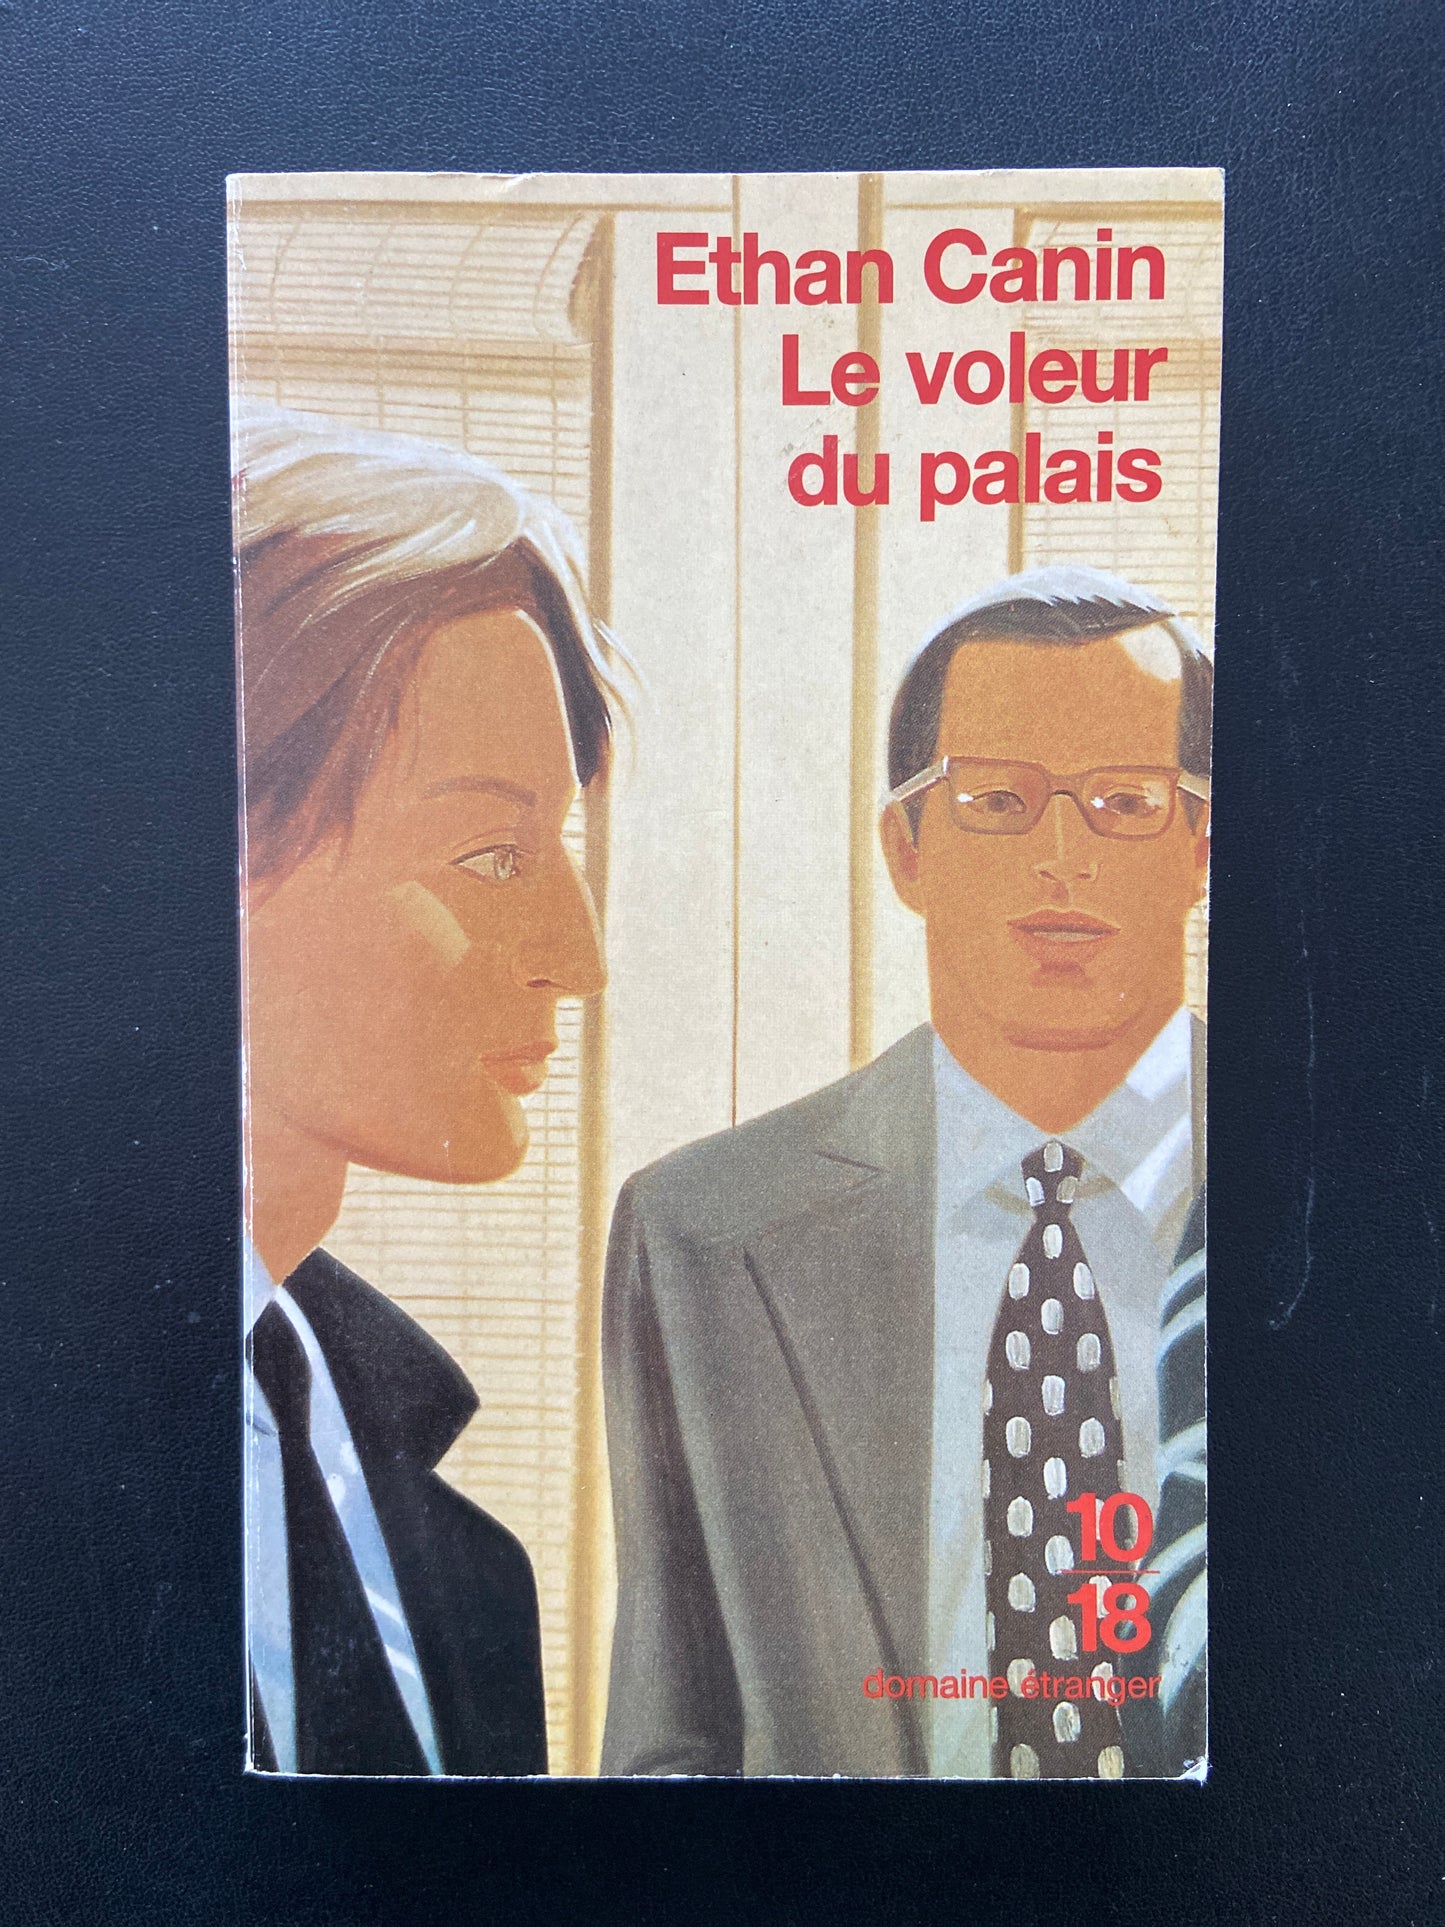 Ethan Canin
Le voleur
du palais
10
18
domaine étranger